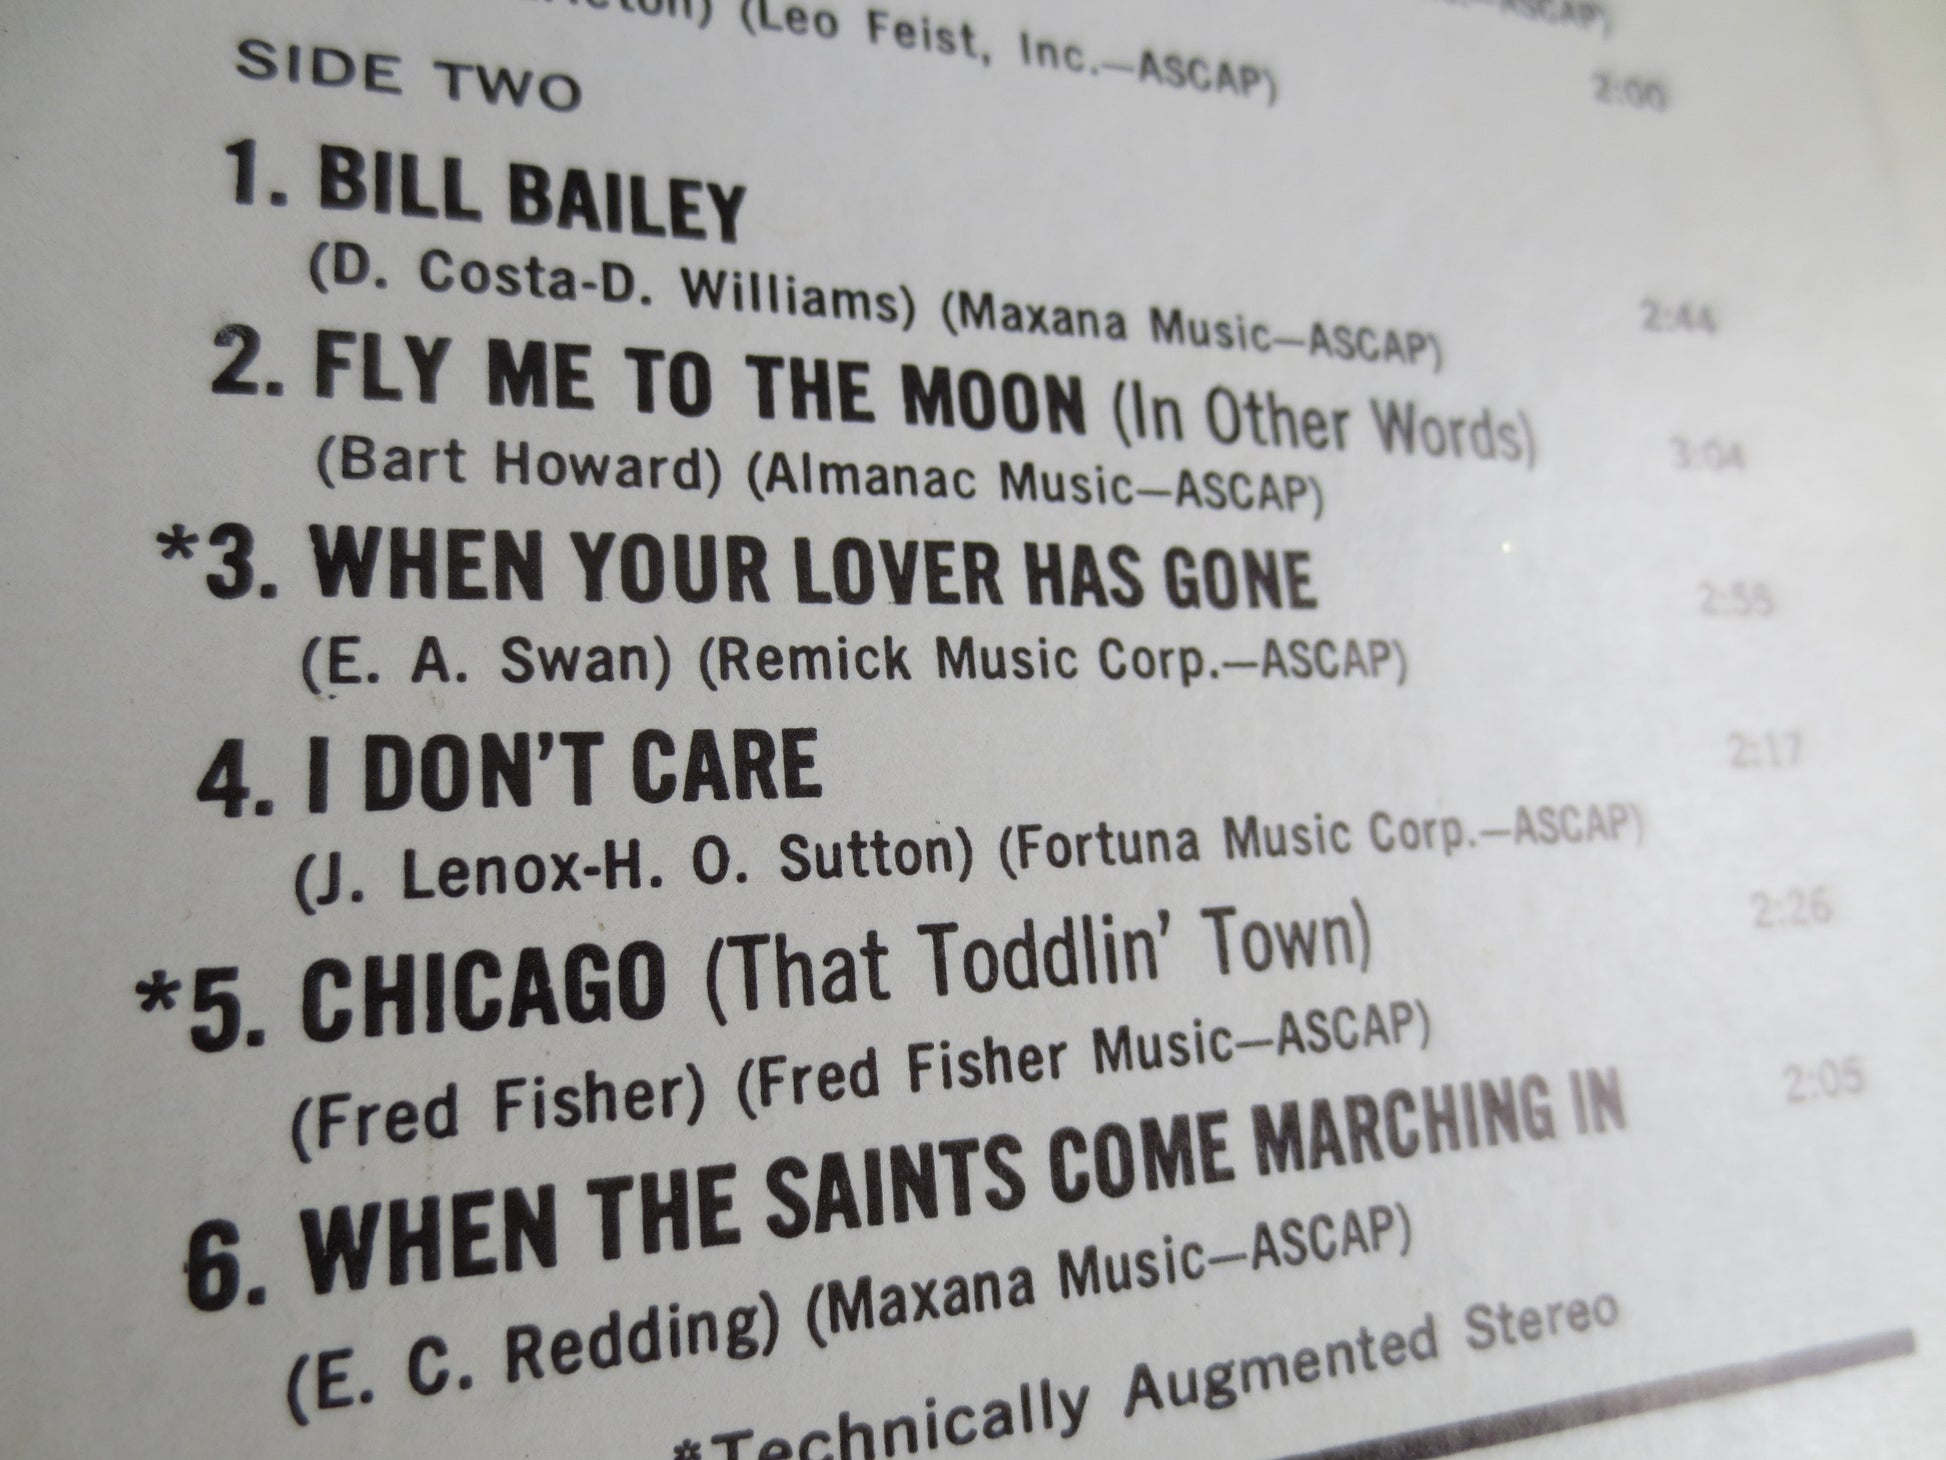 (Leo Feist, Inc.—ASCAP)
2:00
SIDE TWO
1. BILL BAILEY 2:44
(D. Costa-D. Williams) (Maxana Music—ASCAP)
2. FLY ME TO THE MOON (In Other Words) 3:04
(Bart Howard) (Almanac Music—ASCAP)
*3. WHEN YOUR LOVER HAS GONE 2:55
(E. A. Swan) (Remick Music Corp.—ASCAP)
4. I DON'T CARE 2:17
(J. Lenox-H. O. Sutton) (Fortuna Music Corp.—ASCAP)
*5. CHICAGO (That Toddlin' Town) 2:26
(Fred Fisher) (Fred Fisher Music—ASCAP)
6. WHEN THE SAINTS COME MARCHING IN 2:05
(E. C. Redding) (Maxana Music—ASCAP)
*Technically Augmented Stereo